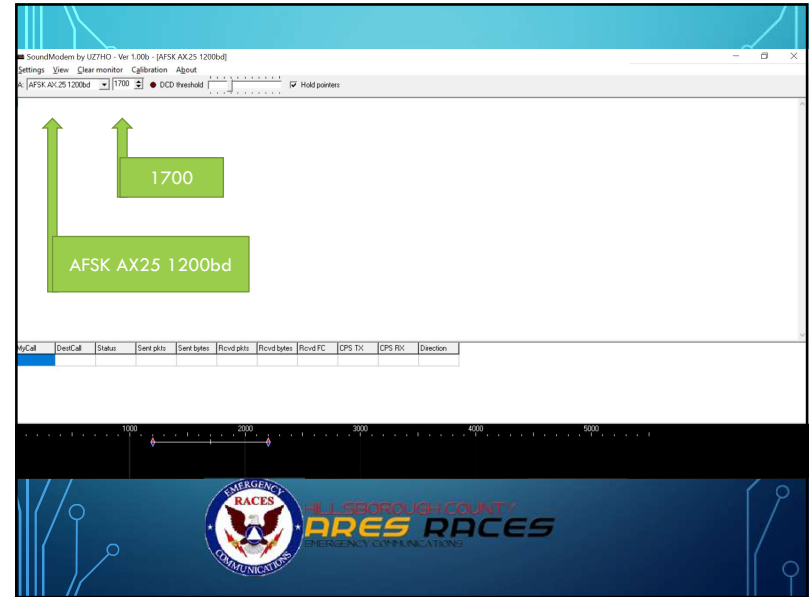 SoundModem by UZ7HO - Ver 1.00b - [AFSK AX.25 1200bd]
Settings View Clear monitor Calibration About
A: AFSK AX.25 1200bd 1700 DCD threshold Hold pointers
1700
AFSK AX25 1200bd
MyCall DestCall Status Sent pkts Sent bytes Rcvd pkts Rcvd bytes Rcvd FC CPS TX CPS RX Direction
1000 2000 3000 4000 5000
EMERGENCY
RACES
COMMUNICATIONS
HILLSBOROUGH COUNTY
ARES RACES
EMERGENCY COMMUNICATIONS